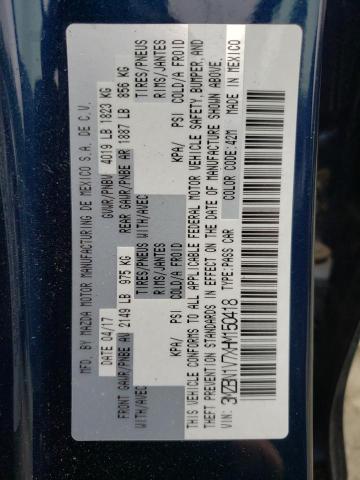 MFD. BY MAZDA MOTOR MANUFACTURING DE MEXICO S.A. DE C.V.
DATE 04/17 GVWR/PNBV 4019 LB 1823 KG
FRONT GAWR/PNBE AV 2149 LB 975 KG REAR GAWR/PNBE AR 1887 LB 856 KG
WITH/AVEC TIRES/PNEUS WITH/AVEC TIRES/PNEUS
RIMS/JANTES RIMS/JANTES
KPA/ PSI COLD/A FROID KPA/ PSI COLD/A FROID
THIS VEHICLE CONFORMS TO ALL APPLICABLE FEDERAL MOTOR VEHICLE SAFETY, BUMPER, AND
THEFT PREVENTION STANDARDS IN EFFECT ON THE DATE OF MANUFACTURE SHOWN ABOVE.
VIN: 3MZBN1V7XHM150418 PASS CAR COLOR CODE: 42M MADE IN MEXICO